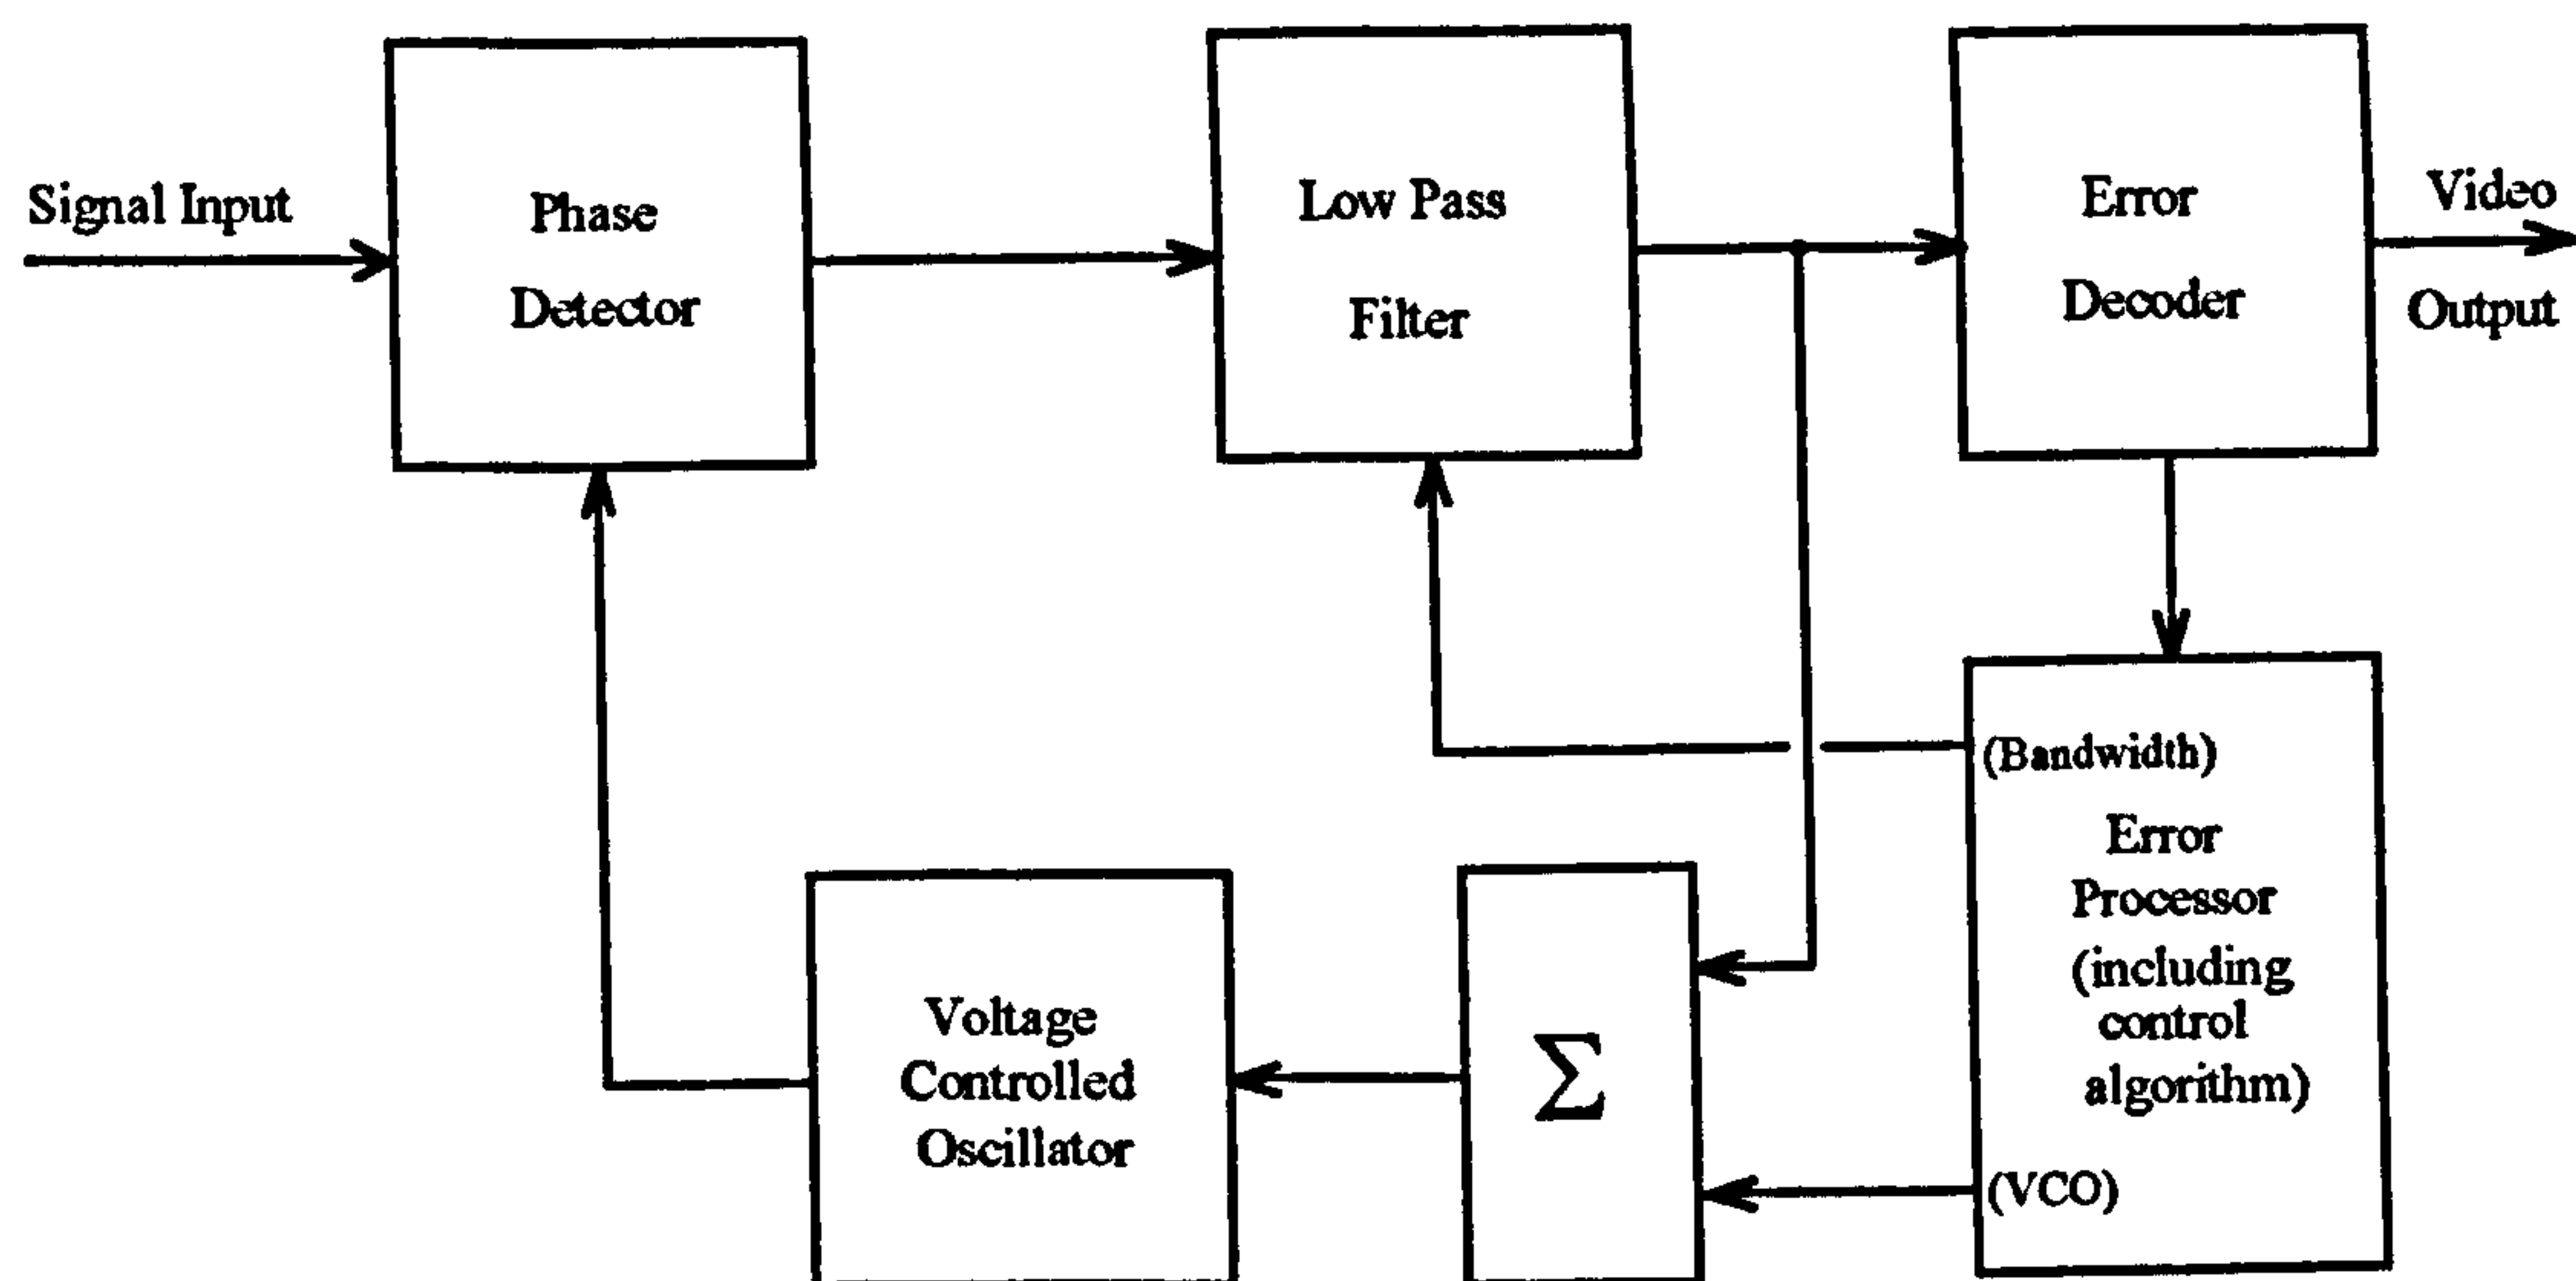 Signal Input
Phase
Detector
Low Pass
Filter
Error
Decoder
Video
Output
(Bandwidth)
Error
Processor
(including
control
algorithm)
(VCO)
Σ
Voltage
Controlled
Oscillator